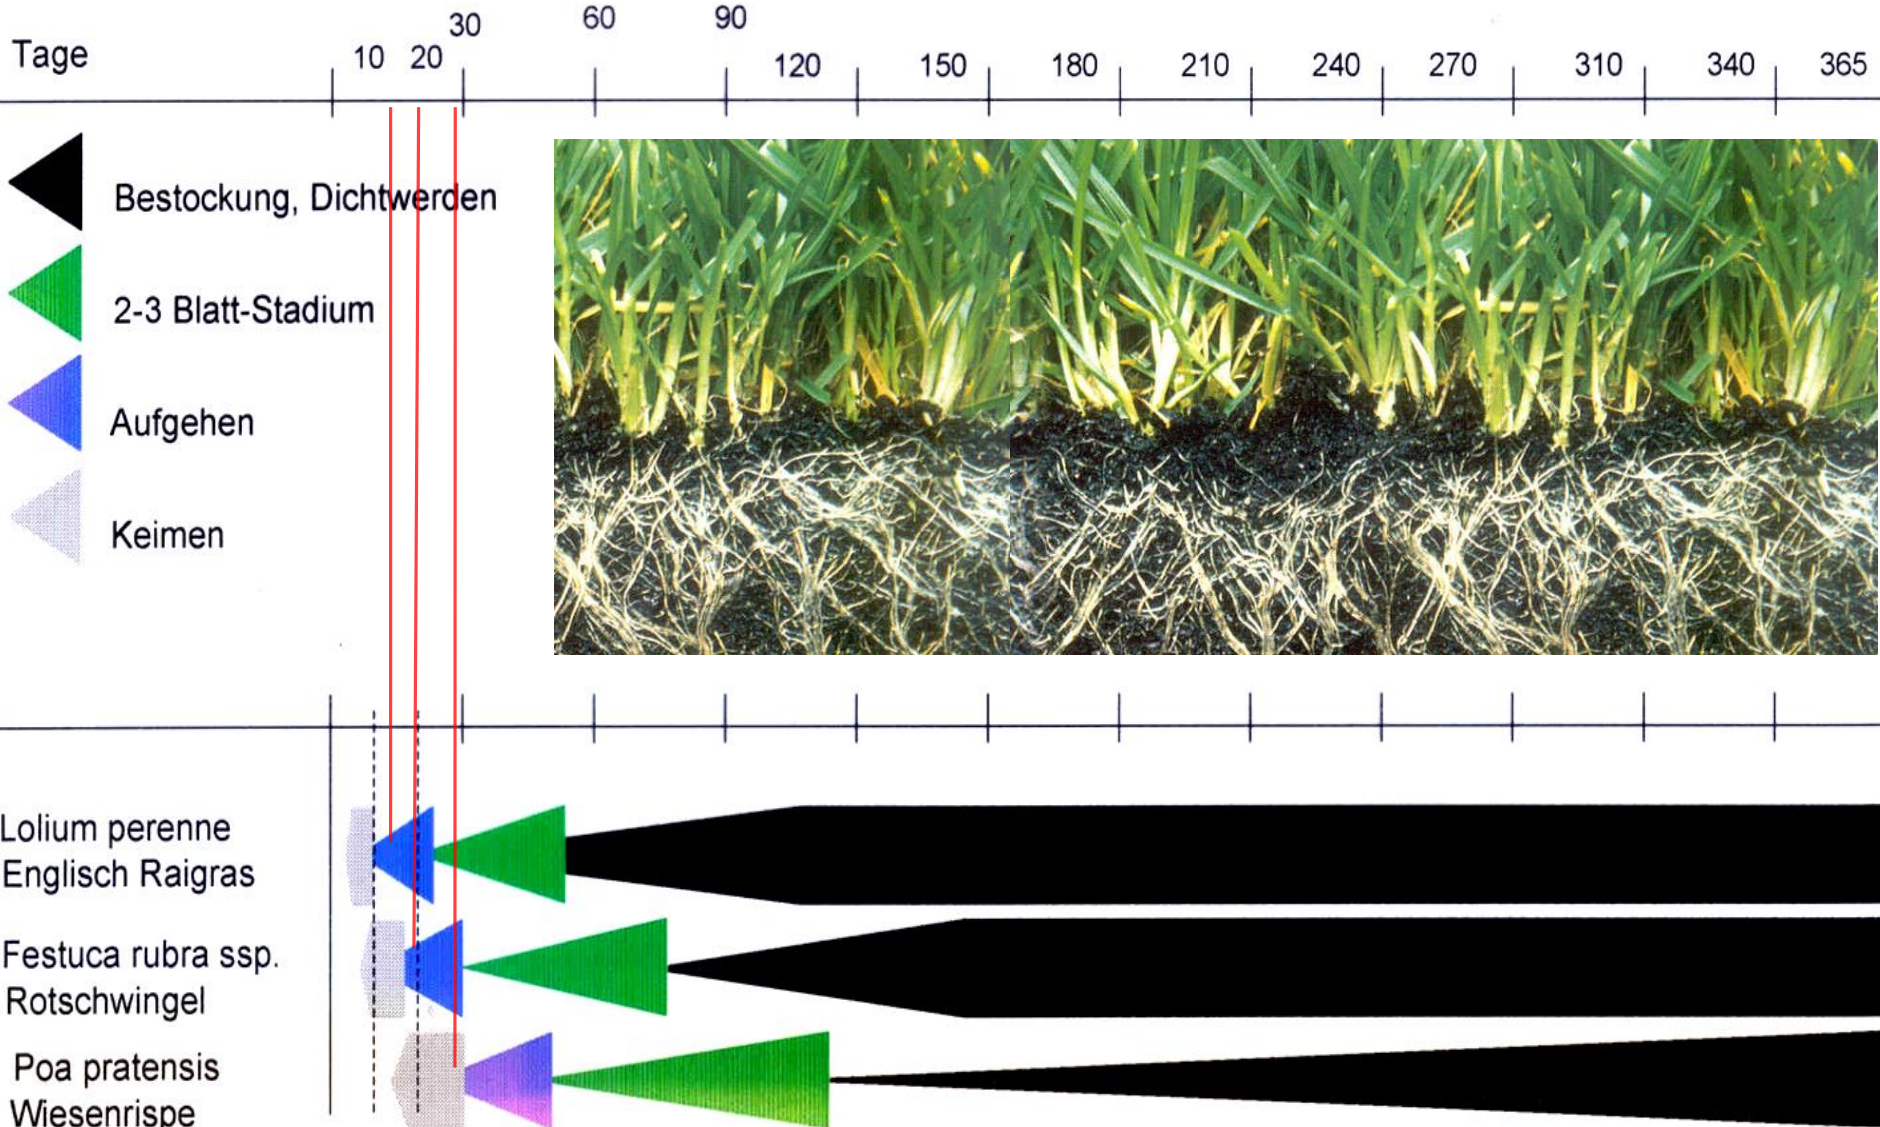 Tage 10 20 30 60 90 120 150 180 210 240 270 310 340 365
Bestockung, Dichtwerden
2-3 Blatt-Stadium
Aufgehen
Keimen
Lolium perenne
Englisch Raigras
Festuca rubra ssp.
Rotschwingel
Poa pratensis
Wiesenrispe